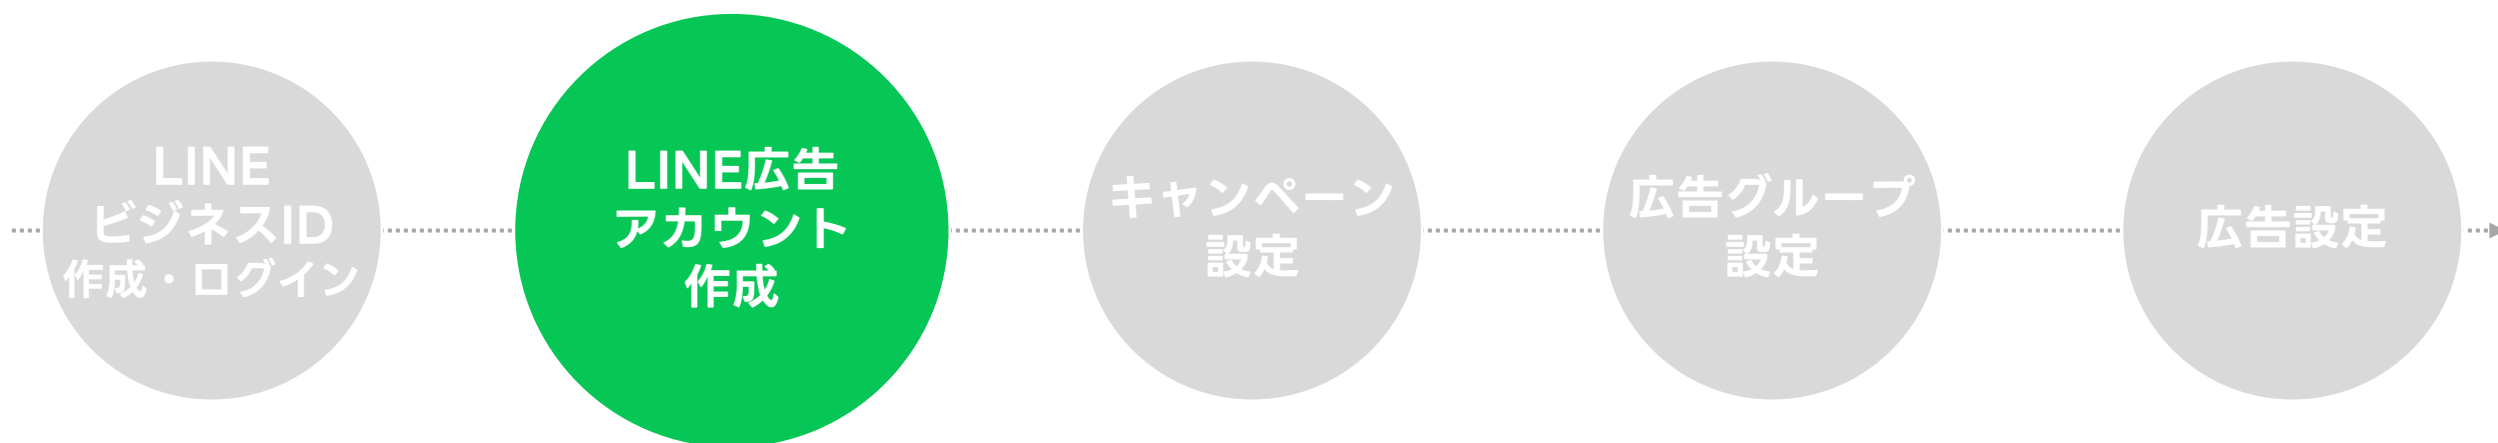 LINE
ビジネスID
作成・ログイン
LINE広告
アカウント
作成
キャンペーン
設定
広告グループ
設定
広告設定